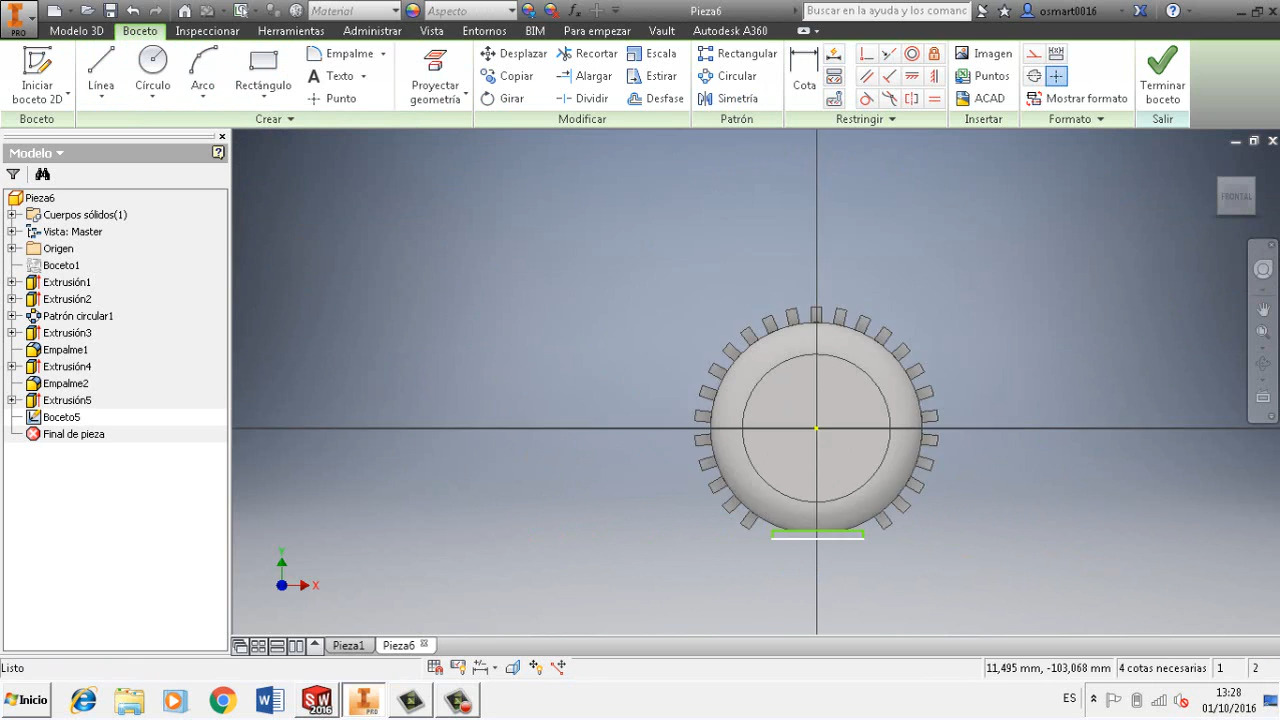 Material Aspecto Pieza6 Buscar en la ayuda y los comanc osmart0016
PRO Modelo 3D Boceto Inspeccionar Herramientas Administrar Vista Entornos BIM Para empezar Vault Autodesk A360
Iniciar boceto 2D Línea Círculo Arco Rectángulo Empalme Texto Punto Proyectar geometría Desplazar Copiar Girar Recortar Alargar Dividir Escala Estirar Desfase Rectangular Circular Simetría Cota Imagen Puntos ACAD Mostrar formato Terminar boceto
Boceto Crear Modificar Patrón Restringir Insertar Formato Salir
Modelo
Pieza6
Cuerpos sólidos(1)
Vista: Master
Origen
Boceto1
Extrusión1
Extrusión2
Patrón circular1
Extrusión3
Empalme1
Extrusión4
Empalme2
Extrusión5
Boceto5
Final de pieza
FRONTAL
Y
X
Pieza1 Pieza6
Listo 11,495 mm, -103,068 mm 4 cotas necesarias 1 2
Inicio SW 2016 PRO ES 13:28
01/10/2016